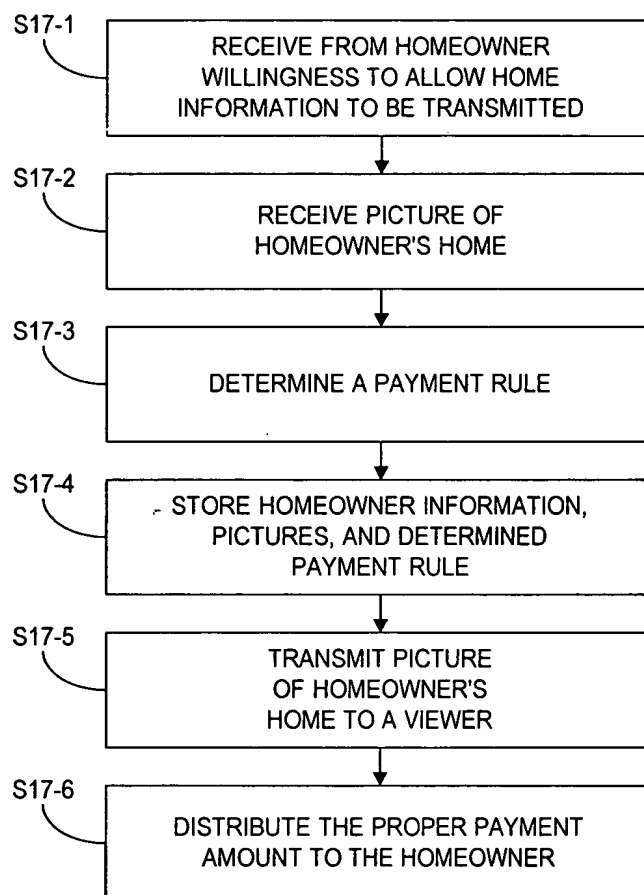 S17-1
RECEIVE FROM HOMEOWNER
WILLINGNESS TO ALLOW HOME
INFORMATION TO BE TRANSMITTED
S17-2
RECEIVE PICTURE OF
HOMEOWNER'S HOME
S17-3
DETERMINE A PAYMENT RULE
S17-4
STORE HOMEOWNER INFORMATION,
PICTURES, AND DETERMINED
PAYMENT RULE
S17-5
TRANSMIT PICTURE
OF HOMEOWNER'S
HOME TO A VIEWER
S17-6
DISTRIBUTE THE PROPER PAYMENT
AMOUNT TO THE HOMEOWNER